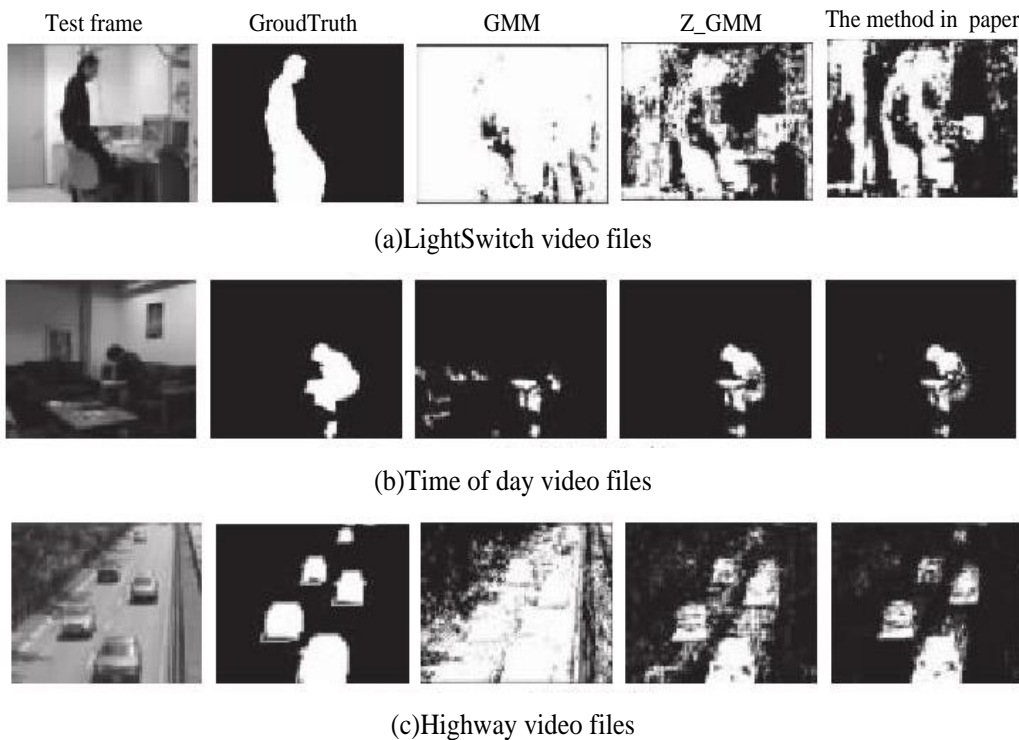 Test frame GroudTruth GMM Z_GMM The method in paper
(a)LightSwitch video files
(b)Time of day video files
(c)Highway video files